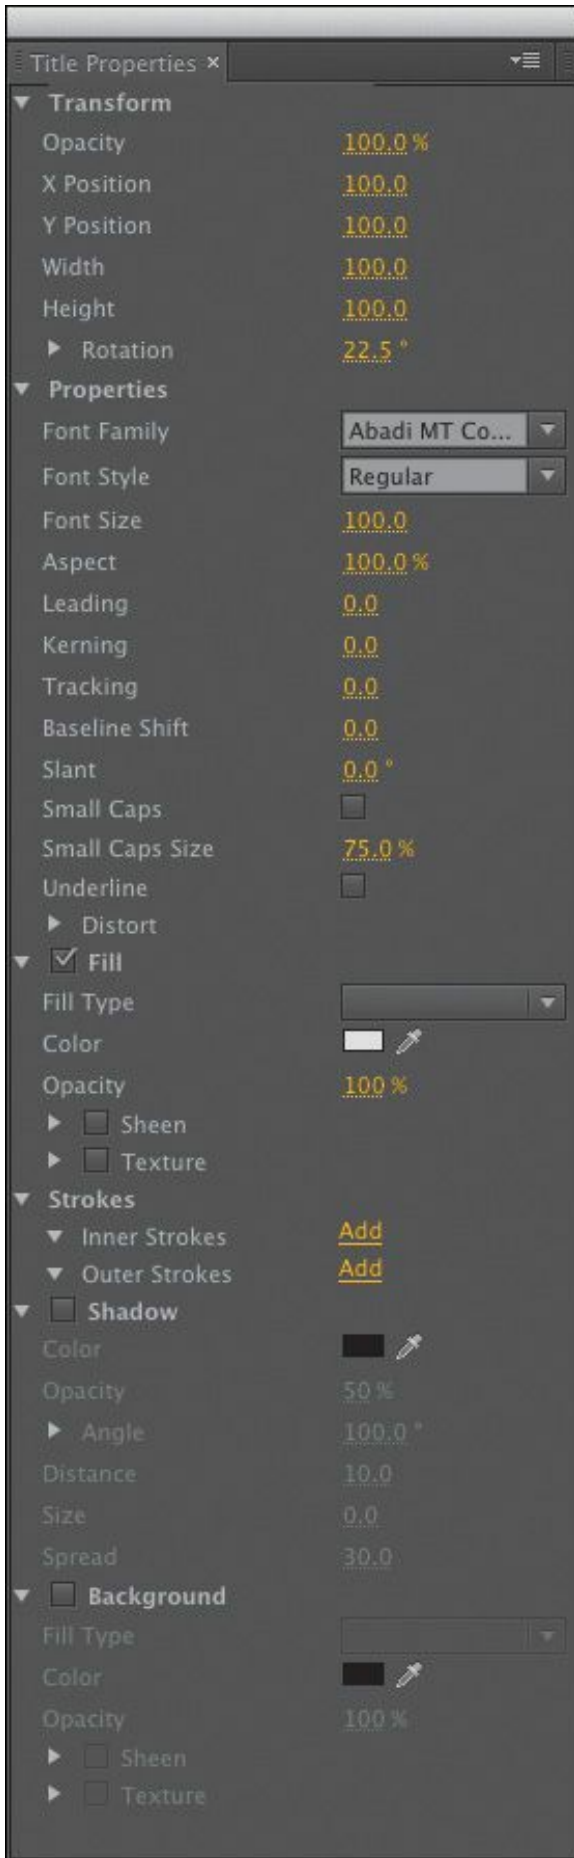 Title Properties ×
Transform
Opacity 100.0 %
X Position 100.0
Y Position 100.0
Width 100.0
Height 100.0
Rotation 22.5 °
Properties
Font Family Abadi MT Co...
Font Style Regular
Font Size 100.0
Aspect 100.0 %
Leading 0.0
Kerning 0.0
Tracking 0.0
Baseline Shift 0.0
Slant 0.0 °
Small Caps
Small Caps Size 75.0 %
Underline
Distort
Fill
Fill Type
Color
Opacity 100 %
Sheen
Texture
Strokes
Inner Strokes Add
Outer Strokes Add
Shadow
Color
Opacity 50 %
Angle 100.0 °
Distance 10.0
Size 0.0
Spread 30.0
Background
Fill Type
Color
Opacity 100 %
Sheen
Texture